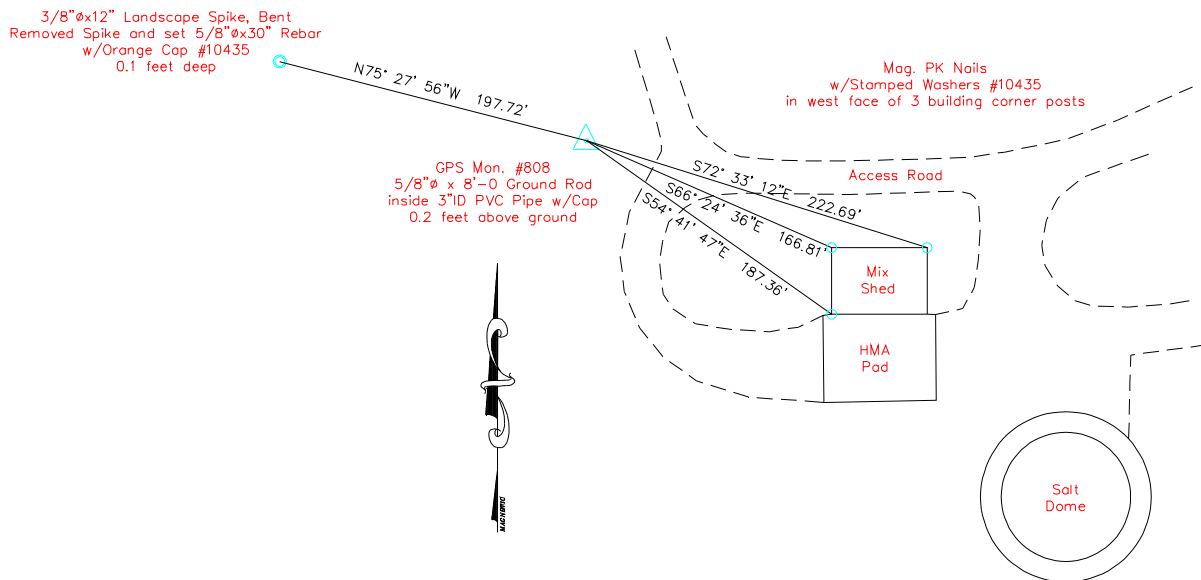 3/8"øx12" Landscape Spike, Bent
Removed Spike and set 5/8"øx30" Rebar
w/Orange Cap #10435
0.1 feet deep
N75° 27' 56"W 197.72'
Mag. PK Nails
w/Stamped Washers #10435
in west face of 3 building corner posts
GPS Mon. #808
5/8"ø x 8'-0 Ground Rod
inside 3"ID PVC Pipe w/Cap
0.2 feet above ground
Access Road
S72° 33' 12"E 222.69'
S66° 24' 36"E 166.81'
S54° 41' 47"E 187.36'
Mix
Shed
HMA
Pad
Salt
Dome
MAG NAD83